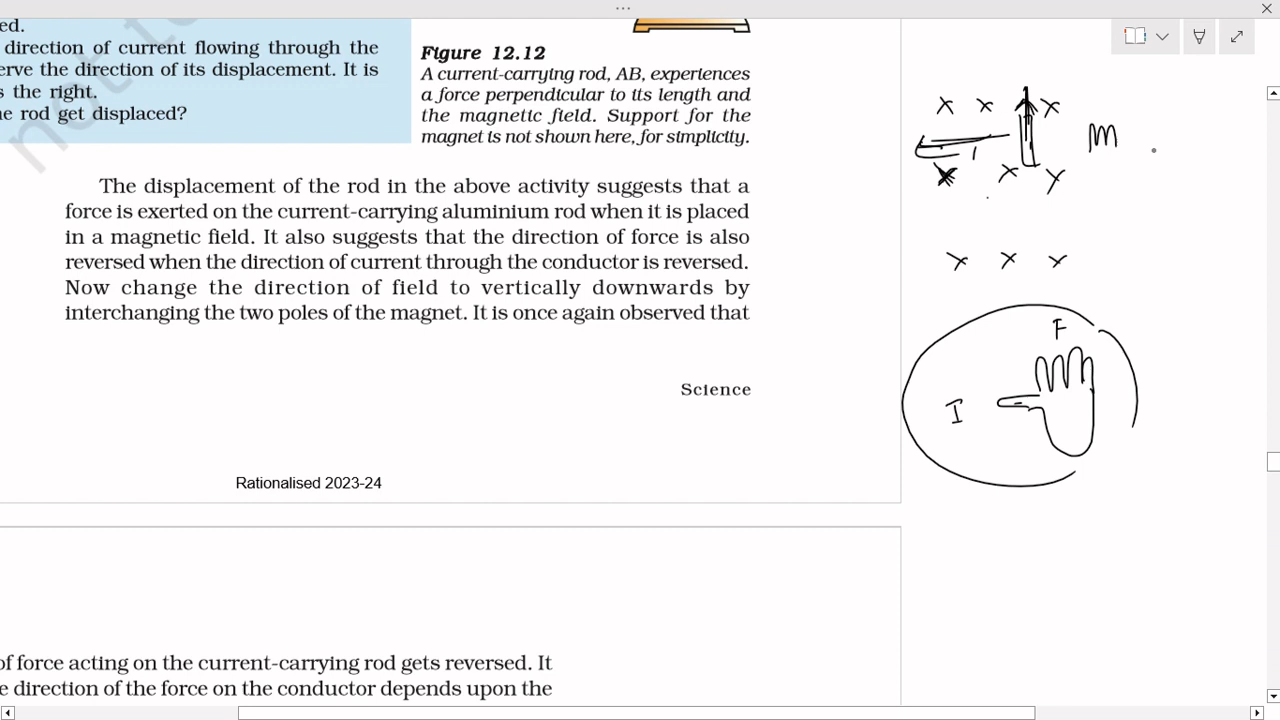 ed.
direction of current flowing through the
erve the direction of its displacement. It is
s the right.
e rod get displaced?
not
Figure 12.12
A current-carrying rod, AB, experiences
a force perpendicular to its length and
the magnetic field. Support for the
magnet is not shown here, for simplicity.
The displacement of the rod in the above activity suggests that a
force is exerted on the current-carrying aluminium rod when it is placed
in a magnetic field. It also suggests that the direction of force is also
reversed when the direction of current through the conductor is reversed.
Now change the direction of field to vertically downwards by
interchanging the two poles of the magnet. It is once again observed that
Science
Rationalised 2023-24
of force acting on the current-carrying rod gets reversed. It
e direction of the force on the conductor depends upon the
x x x
m
x x x
x x x
F
I